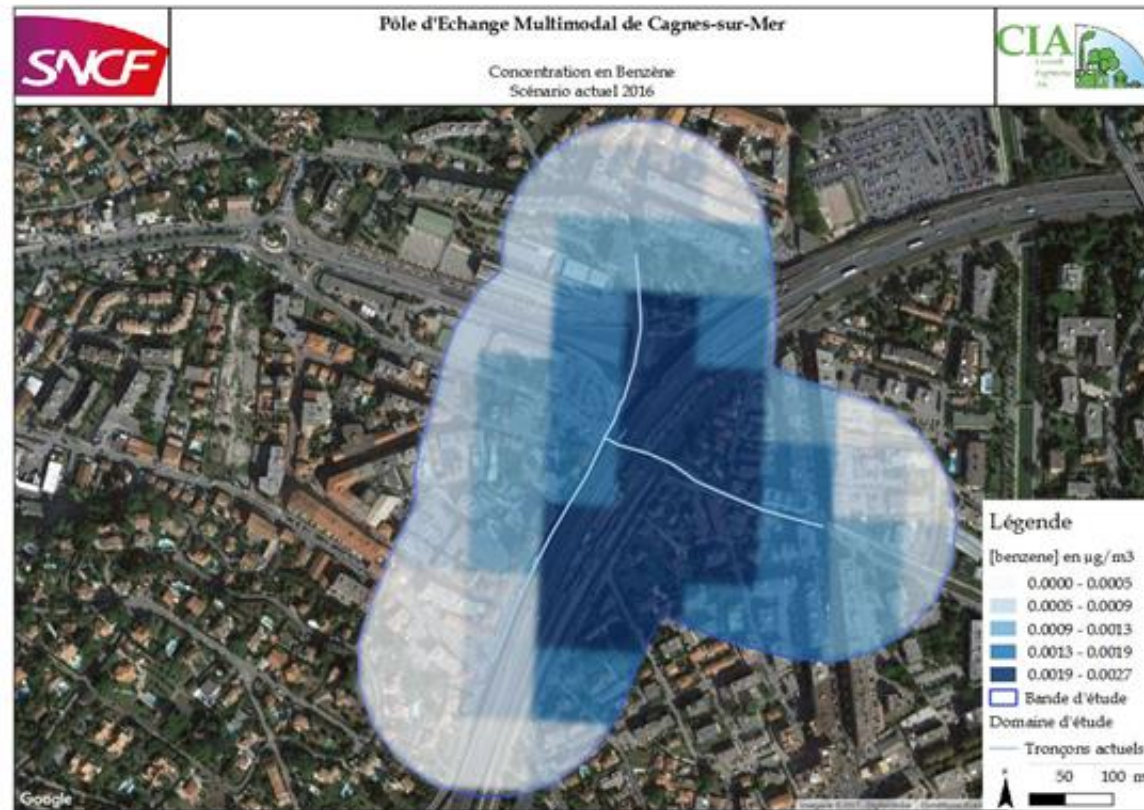 SNCF
Pôle d'Echange Multimodal de Cagnes-sur-Mer
Concentration en Benzène
Scénario actuel 2016
CIA
Légende
[benzene] en µg/m3
0.0000 - 0.0005
0.0005 - 0.0009
0.0009 - 0.0013
0.0013 - 0.0019
0.0019 - 0.0027
Bande d'étude
Domaine d'étude
Tronçons actuels
50 100 m
Google